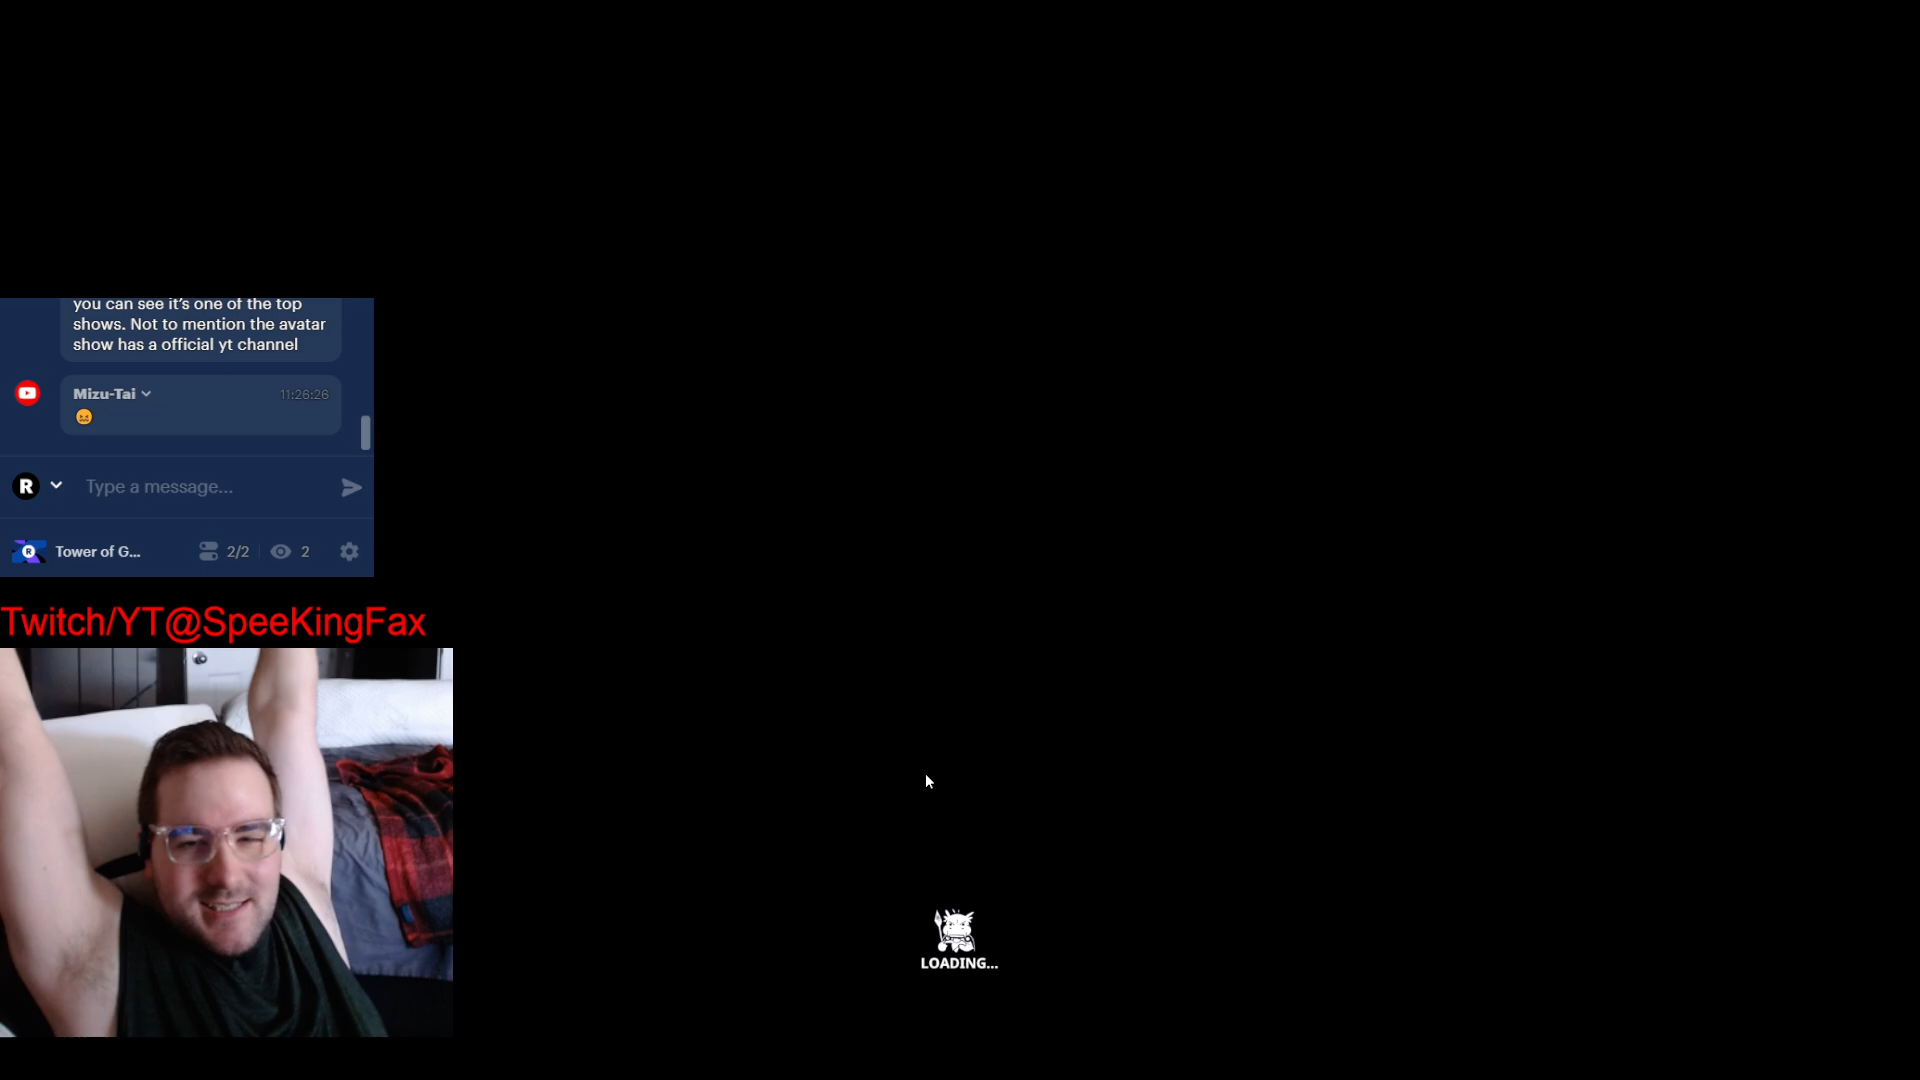 you can see it's one of the top
shows. Not to mention the avatar
show has a official yt channel
Mizu-Tai
11:26:26
R
Type a message...
R
Tower of G...
2/2
2
Twitch/YT@SpeeKingFax
LOADING...